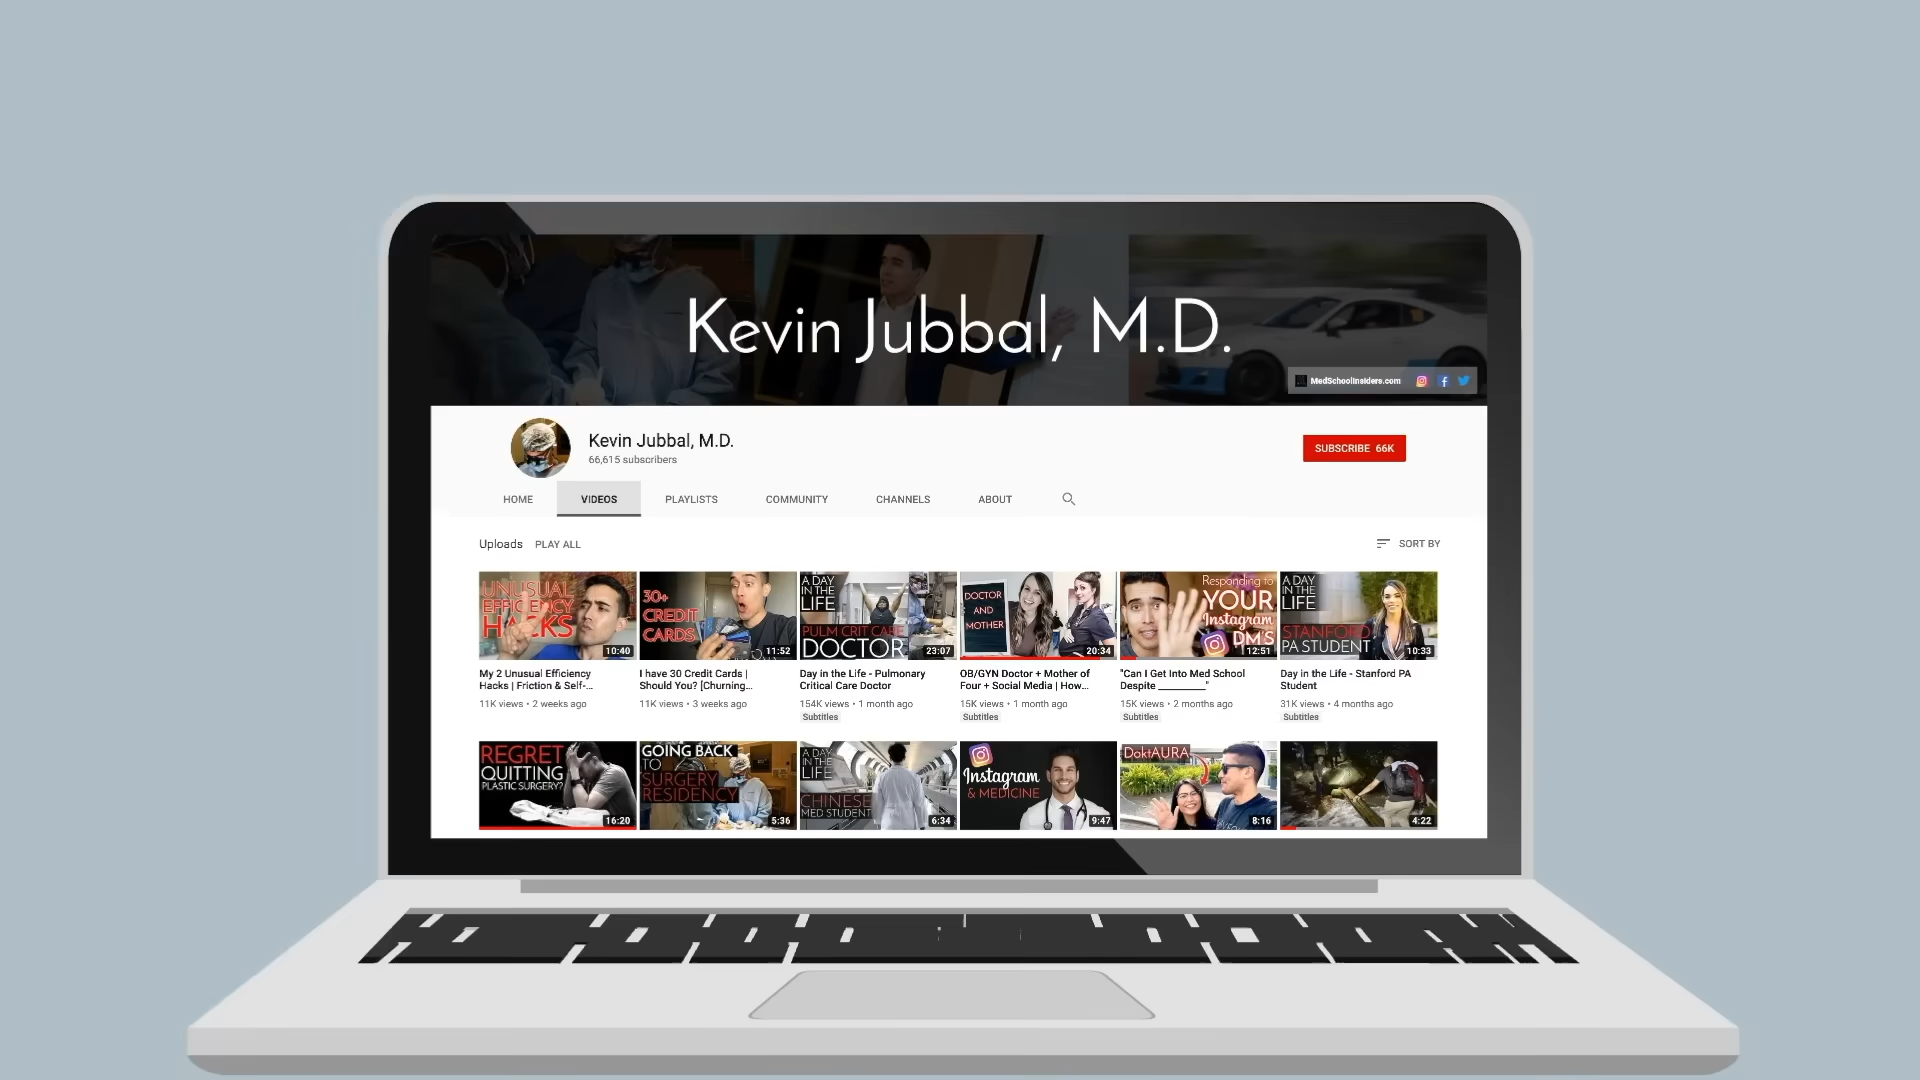 Kevin Jubbal, M.D.
MedSchoolInsiders.com
Kevin Jubbal, M.D.
66,615 subscribers
SUBSCRIBE 66K
HOME VIDEOS PLAYLISTS COMMUNITY CHANNELS ABOUT
Uploads PLAY ALL
SORT BY
UNUSUAL
EFFICIENCY
HACKS
10:40
30+
CREDIT
CARDS
11:52
A DAY
IN THE
LIFE
PULM CRIT CARE
DOCTOR
23:07
DOCTOR
AND
MOTHER
20:34
Responding to
YOUR
Instagram
DM'S
12:51
A DAY
IN THE
LIFE
STANFORD
PA STUDENT
10:33
My 2 Unusual Efficiency
Hacks | Friction & Self-...
11K views • 2 weeks ago
I have 30 Credit Cards |
Should You? [Churning...
11K views • 3 weeks ago
Day in the Life - Pulmonary
Critical Care Doctor
154K views • 1 month ago
Subtitles
OB/GYN Doctor + Mother of
Four + Social Media | How...
15K views • 1 month ago
Subtitles
"Can I Get Into Med School
Despite __________"
15K views • 2 months ago
Subtitles
Day in the Life - Stanford PA
Student
31K views • 4 months ago
Subtitles
REGRET
QUITTING
PLASTIC SURGERY?
16:20
GOING BACK
TO
SURGERY
RESIDENCY
5:36
A DAY
IN THE
LIFE
CHINESE
MED STUDENT
6:34
Instagram
& MEDICINE
9:47
DoktAURA
8:16
4:22